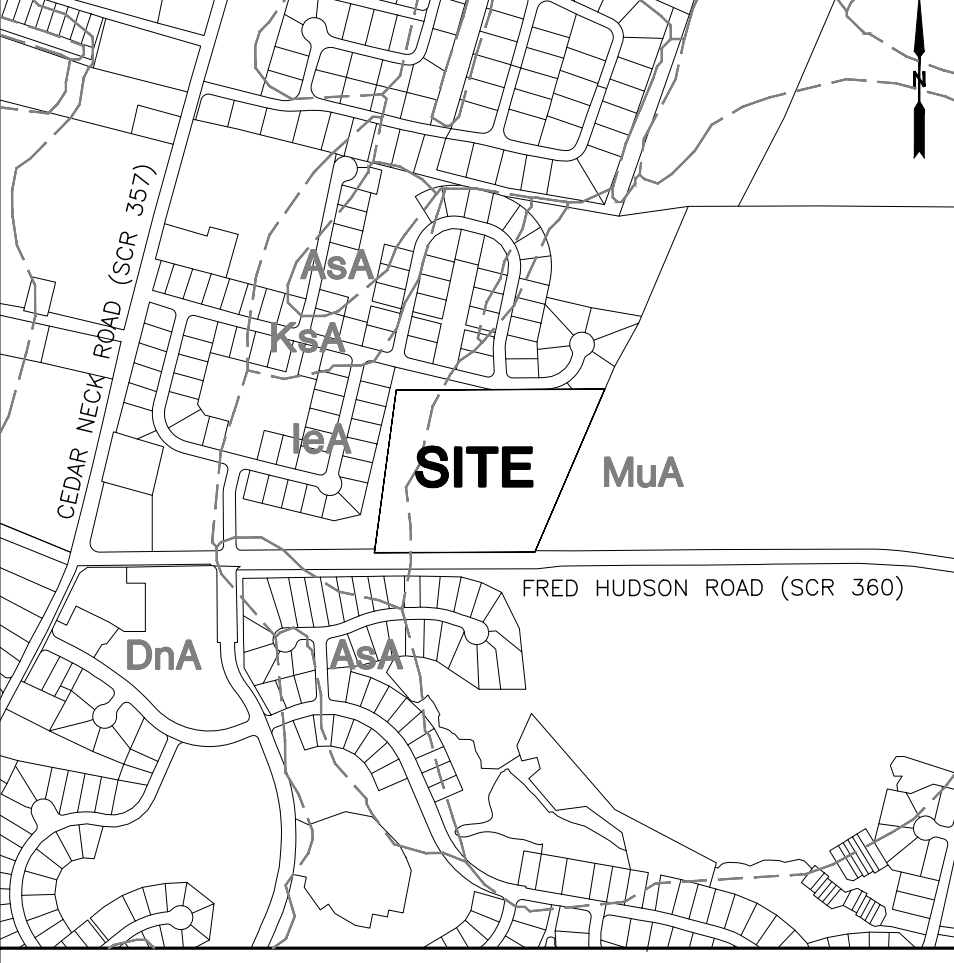 N
CEDAR NECK ROAD (SCR 357)
AsA
KsA
IeA
SITE
MuA
FRED HUDSON ROAD (SCR 360)
DnA
AsA